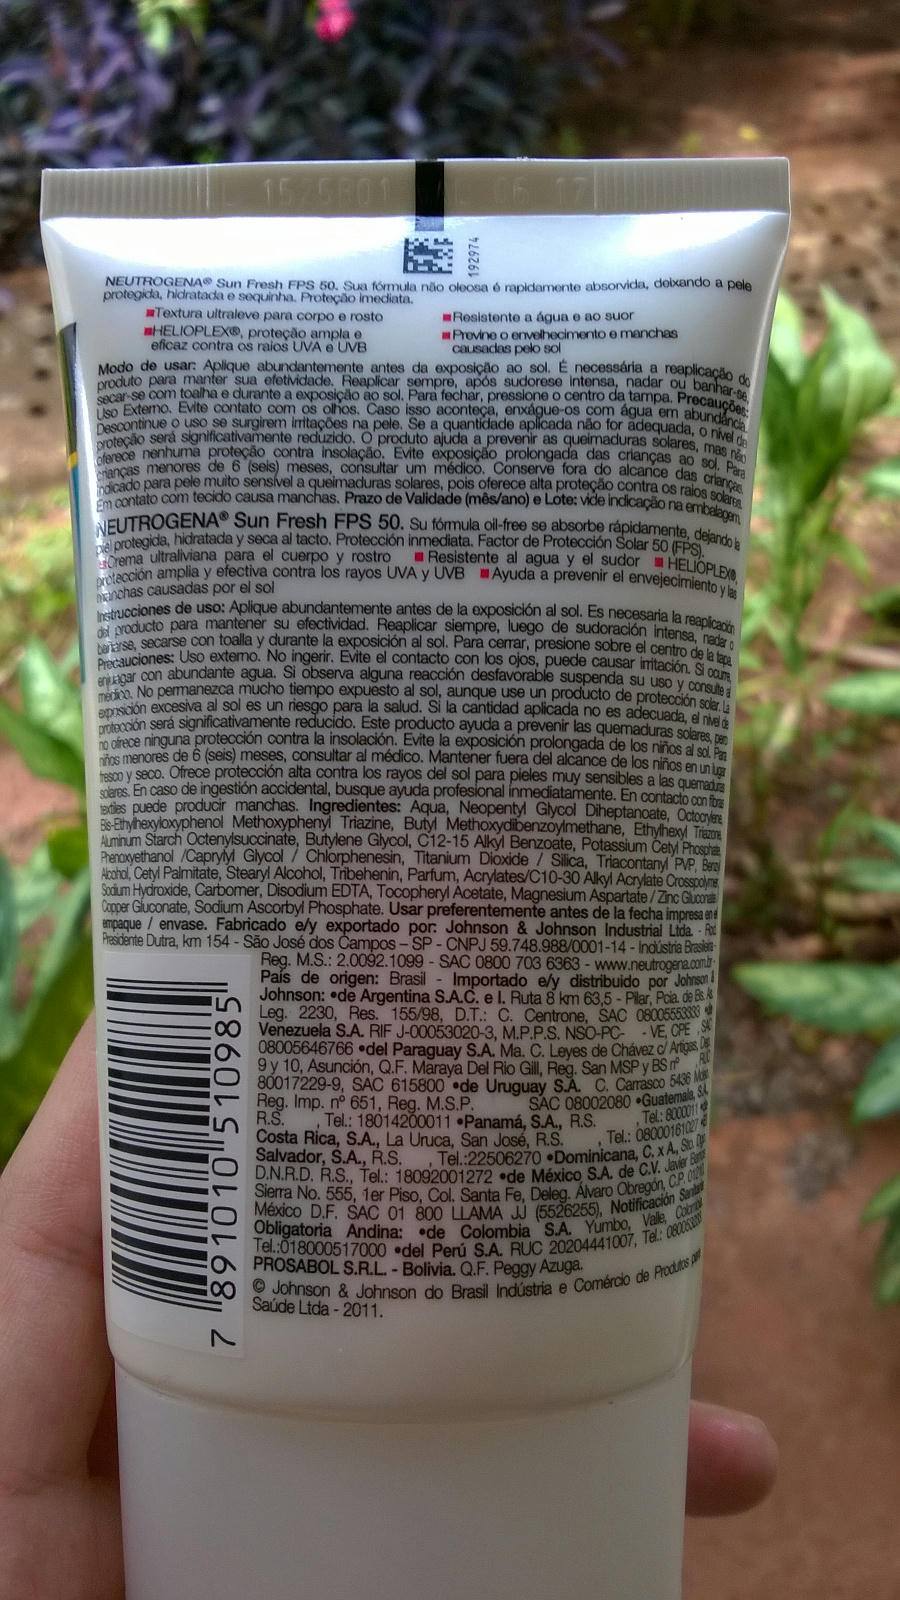 L 1525B01 V 06 17
192974
NEUTROGENA® Sun Fresh FPS 50. Sua fórmula não oleosa é rapidamente absorvida, deixando a pele
protegida, hidratada e sequinha. Proteção imediata.
Textura ultraleve para corpo e rosto
HELIOPLEX®, proteção ampla e
eficaz contra os raios UVA e UVB
Resistente a água e ao suor
Previne o envelhecimento e manchas
causadas pelo sol
Modo de usar: Aplique abundantemente antes da exposição ao sol. É necessária a reaplicação do
produto para manter sua efetividade. Reaplicar sempre, após sudorese intensa, nadar ou banhar-se,
secar-se com toalha e durante a exposição ao sol. Para fechar, pressione o centro da tampa. Precauções:
Uso Externo. Evite contato com os olhos. Caso isso aconteça, enxágue-os com água em abundância.
Descontinue o uso se surgirem irritações na pele. Se a quantidade aplicada não for adequada, o nível de
proteção será significativamente reduzido. O produto ajuda a prevenir as queimaduras solares, mas não
oferece nenhuma proteção contra insolação. Evite exposição prolongada das crianças ao sol. Para
crianças menores de 6 (seis) meses, consultar um médico. Conserve fora do alcance das crianças.
Indicado para pele muito sensível a queimaduras solares, pois oferece alta proteção contra os raios solares.
Em contato com tecido causa manchas. Prazo de Validade (mês/ano) e Lote: vide indicação na embalagem.
NEUTROGENA® Sun Fresh FPS 50. Su fórmula oil-free se absorbe rápidamente, dejando la
piel protegida, hidratada y seca al tacto. Protección inmediata. Factor de Protección Solar 50 (FPS).
Crema ultraliviana para el cuerpo y rostro Resistente al agua y el sudor HELIOPLEX®,
protección amplia y efectiva contra los rayos UVA y UVB Ayuda a prevenir el envejecimiento y las
manchas causadas por el sol
Instrucciones de uso: Aplique abundantemente antes de la exposición al sol. Es necesaria la reaplicación
del producto para mantener su efectividad. Reaplicar siempre, luego de sudoración intensa, nadar o
bañarse, secarse con toalla y durante la exposición al sol. Para cerrar, presione sobre el centro de la tapa.
Precauciones: Uso externo. No ingerir. Evite el contacto con los ojos, puede causar irritación. Si ocurre,
enjuagar con abundante agua. Si observa alguna reacción desfavorable suspenda su uso y consulte al
médico. No permanezca mucho tiempo expuesto al sol, aunque use un producto de protección solar. La
exposición excesiva al sol es un riesgo para la salud. Si la cantidad aplicada no es adecuada, el nivel de
protección será significativamente reducido. Este producto ayuda a prevenir las quemaduras solares, pero
no ofrece ninguna protección contra la insolación. Evite la exposición prolongada de los niños al sol. Para
niños menores de 6 (seis) meses, consultar al médico. Mantener fuera del alcance de los niños en un lugar
fresco y seco. Ofrece protección alta contra los rayos del sol para pieles muy sensibles a las quemaduras
solares. En caso de ingestión accidental, busque ayuda profesional inmediatamente. En contacto con fibras
textiles puede producir manchas. Ingredientes: Aqua, Neopentyl Glycol Diheptanoate, Octocrylene,
Bis-Ethylhexyloxyphenol Methoxyphenyl Triazine, Butyl Methoxydibenzoylmethane, Ethylhexyl Triazone,
Aluminum Starch Octenylsuccinate, Butylene Glycol, C12-15 Alkyl Benzoate, Potassium Cetyl Phosphate,
Phenoxyethanol /Caprylyl Glycol / Chlorphenesin, Titanium Dioxide / Silica, Triacontanyl PVP, Benzyl
Alcohol, Cetyl Palmitate, Stearyl Alcohol, Tribehenin, Parfum, Acrylates/C10-30 Alkyl Acrylate Crosspolymer,
Sodium Hydroxide, Carbomer, Disodium EDTA, Tocopheryl Acetate, Magnesium Aspartate / Zinc Gluconate /
Copper Gluconate, Sodium Ascorbyl Phosphate. Usar preferentemente antes de la fecha impresa en el
empaque / envase. Fabricado e/y exportado por: Johnson & Johnson Industrial Ltda. - Rod.
Presidente Dutra, km 154 - São José dos Campos – SP - CNPJ 59.748.988/0001-14 - Indústria Brasileira -
Reg. M.S.: 2.0092.1099 - SAC 0800 703 6363 - www.neutrogena.com.br -
País de origen: Brasil - Importado e/y distribuido por Johnson &
Johnson: •de Argentina S.A.C. e I. Ruta 8 km 63,5 - Pilar, Pcia. de Bs. As.
Leg. 2230, Res. 155/98, D.T.: C. Centrone, SAC 08005553333 •de
Venezuela S.A. RIF J-00053020-3, M.P.P.S. NSO-PC- - VE, CPE , SAC
08005646766 •del Paraguay S.A. Ma. C. Leyes de Chávez c/ Artigas, Dep.
9 y 10, Asunción, Q.F. Maraya Del Rio Gill, Reg. San MSP y BS nº RUC
80017229-9, SAC 615800 •de Uruguay S.A. C. Carrasco 5436
Reg. Imp. nº 651, Reg. M.S.P. SAC 08002080 •Guatemala, S.A.
R.S. , Tel.: 18014200011 •Panamá, S.A., R.S. , Tel.: 8000011 •de
Costa Rica, S.A., La Uruca, San José, R.S. , Tel.: 08000161027 •El
Salvador, S.A., R.S. , Tel.:22506270 •Dominicana, C. x A., Sto. Dgo.
D.N.R.D. R.S., Tel.: 18092001272 •de México S.A. de C.V. Javier Barros
Sierra No. 555, 1er Piso, Col. Santa Fe, Deleg. Álvaro Obregón, C.P. 01210,
México D.F. SAC 01 800 LLAMA JJ (5526255), Notificación Sanitaria
Obligatoria Andina: •de Colombia S.A. Yumbo, Valle, Colombia,
Tel.:018000517000 •del Perú S.A. RUC 20204441007, Tel.:
PROSABOL S.R.L. - Bolivia. Q.F. Peggy Azuga.
© Johnson & Johnson do Brasil Indústria e Comércio de Produtos para
Saúde Ltda - 2011.
7 891010 510985